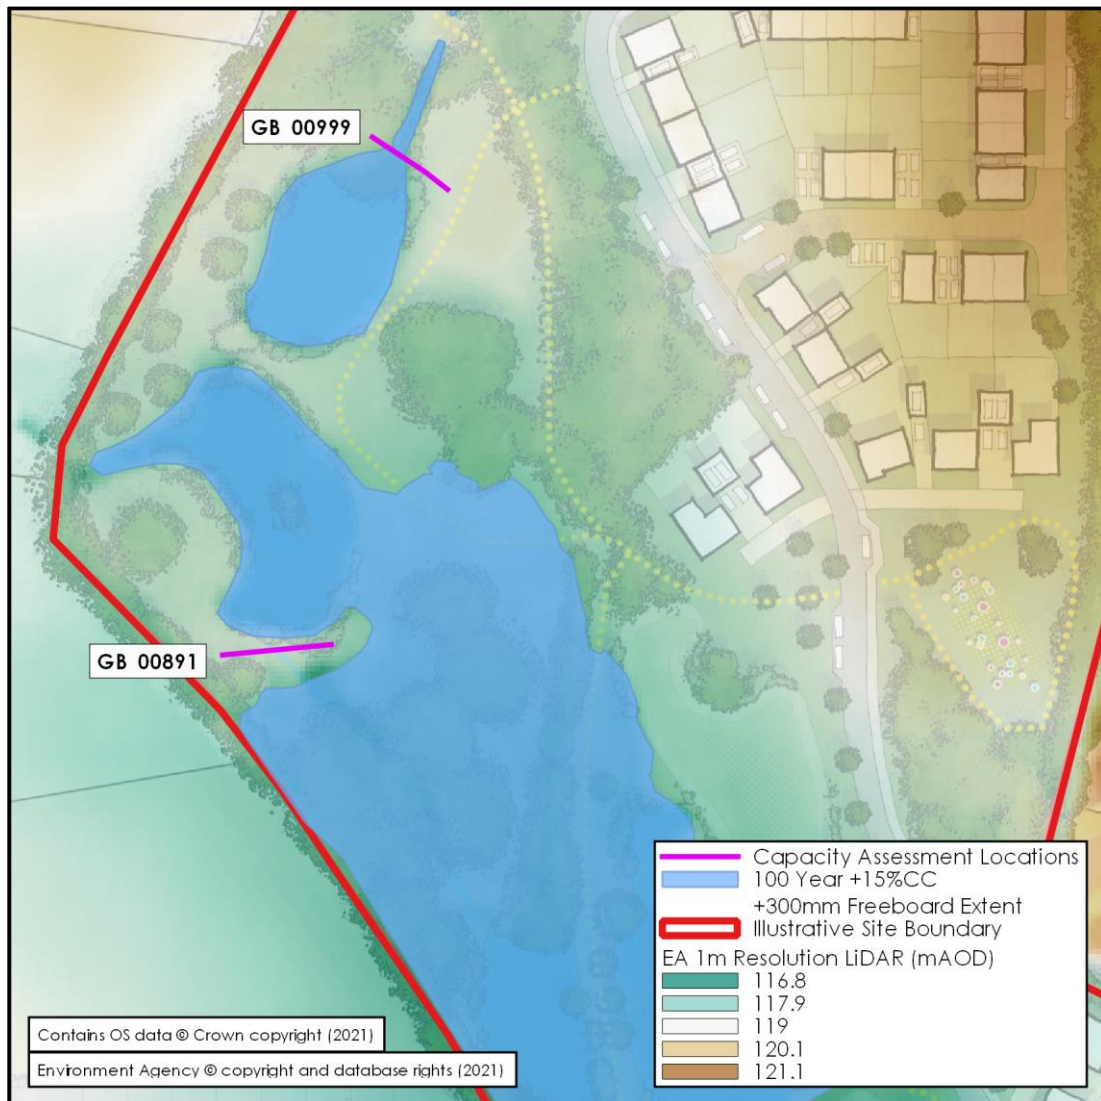 GB 00999
GB 00891
Capacity Assessment Locations
100 Year +15%CC
+300mm Freeboard Extent
Illustrative Site Boundary
EA 1m Resolution LiDAR (mAOD)
116.8
117.9
119
120.1
121.1
Contains OS data © Crown copyright (2021)
Environment Agency © copyright and database rights (2021)